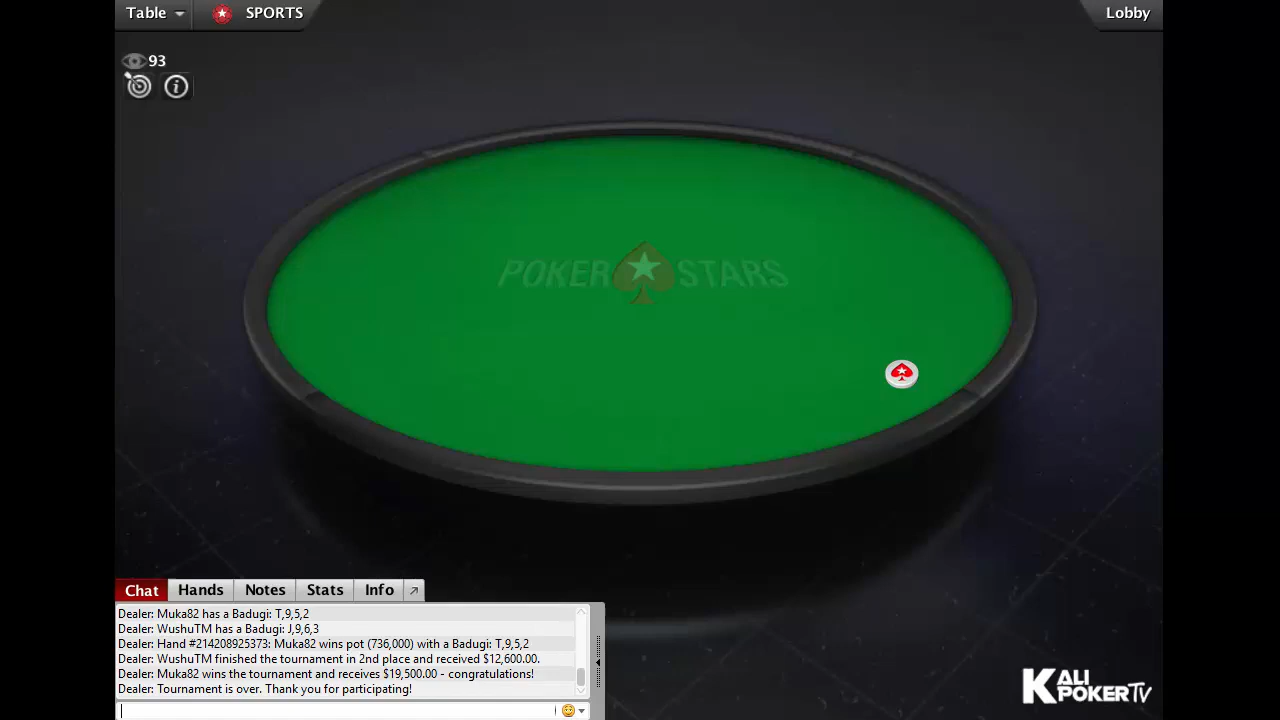 Table
SPORTS
Lobby
93
POKER STARS
Chat
Hands
Notes
Stats
Info
Dealer: Muka82 has a Badugi: T,9,5,2
Dealer: WushuTM has a Badugi: J,9,6,3
Dealer: Hand #214208925373: Muka82 wins pot (736,000) with a Badugi: T,9,5,2
Dealer: WushuTM finished the tournament in 2nd place and received $12,600.00.
Dealer: Muka82 wins the tournament and receives $19,500.00 - congratulations!
Dealer: Tournament is over. Thank you for participating!
KALI
POKERTV